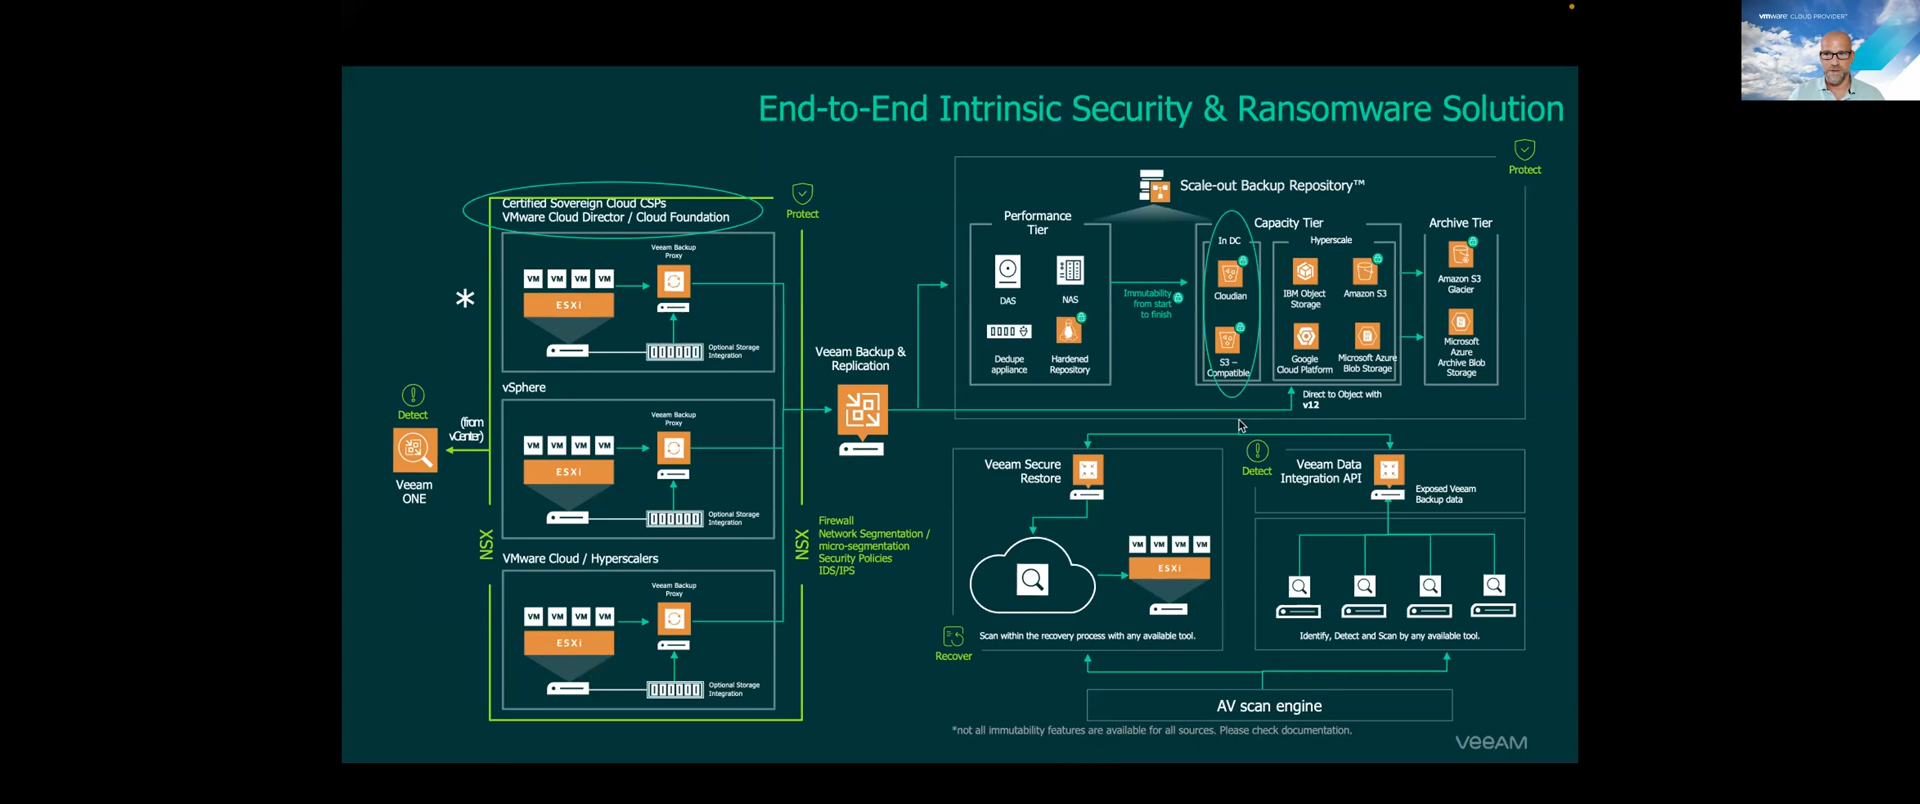 vmware CLOUD PROVIDER™
End-to-End Intrinsic Security & Ransomware Solution
Protect
Certified Sovereign Cloud CSPs
VMware Cloud Director / Cloud Foundation
Protect
Veeam Backup
Proxy
VM VM VM VM
ESXi
Optional Storage
Integration
*
vSphere
Veeam Backup
Proxy
VM VM VM VM
ESXi
Optional Storage
Integration
VMware Cloud / Hyperscalers
Veeam Backup
Proxy
VM VM VM VM
ESXi
Optional Storage
Integration
Detect
(from
vCenter)
Veeam
ONE
NSX
NSX
Firewall
Network Segmentation /
micro-segmentation
Security Policies
IDS/IPS
Veeam Backup &
Replication
Scale-out Backup Repository™
Performance
Tier
DAS
NAS
Dedupe
appliance
Hardened
Repository
Immutability
from start
to finish
Capacity Tier
In DC
Cloudian
S3 –
Compatible
Hyperscale
IBM Object
Storage
Amazon S3
Google
Cloud Platform
Microsoft Azure
Blob Storage
Archive Tier
Amazon S3
Glacier
Microsoft
Azure
Archive Blob
Storage
Direct to Object with
v12
Veeam Secure
Restore
VM VM VM VM
ESXi
Scan within the recovery process with any available tool.
Recover
Detect
Veeam Data
Integration API
Exposed Veeam
Backup data
Identify, Detect and Scan by any available tool.
AV scan engine
*not all immutability features are available for all sources. Please check documentation.
VEEAM